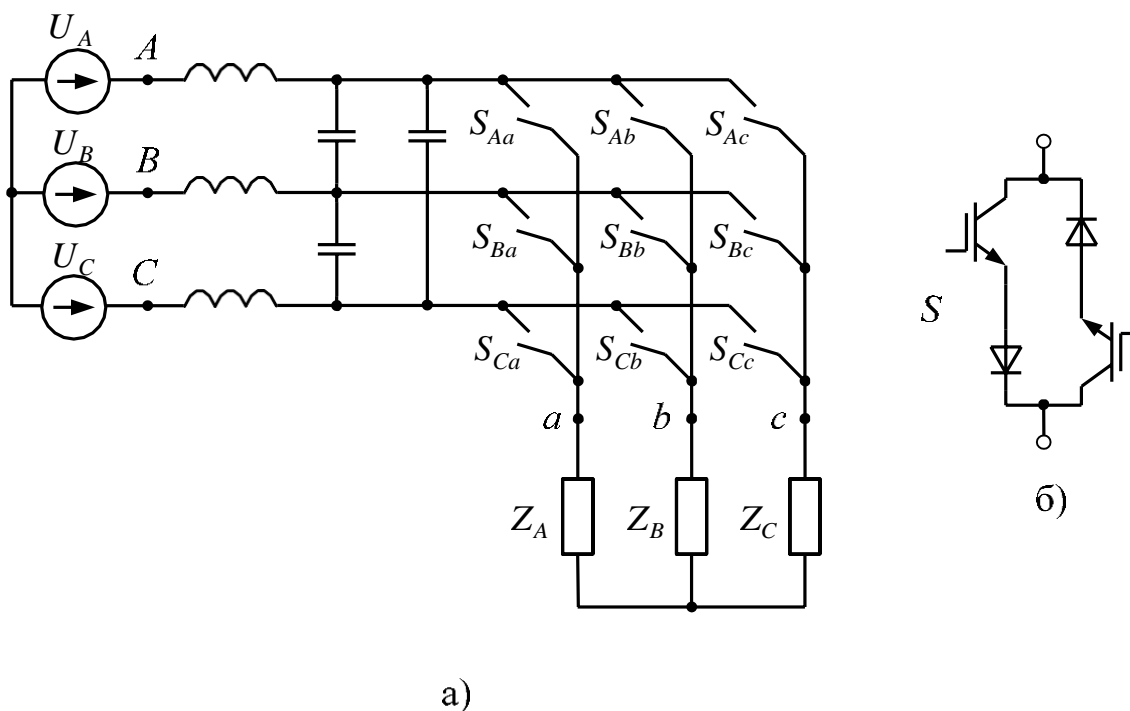 U_A
A
U_B
B
U_C
C
S_Aa
S_Ab
S_Ac
S_Ba
S_Bb
S_Bc
S_Ca
S_Cb
S_Cc
a
b
c
Z_A
Z_B
Z_C
а)
S
б)